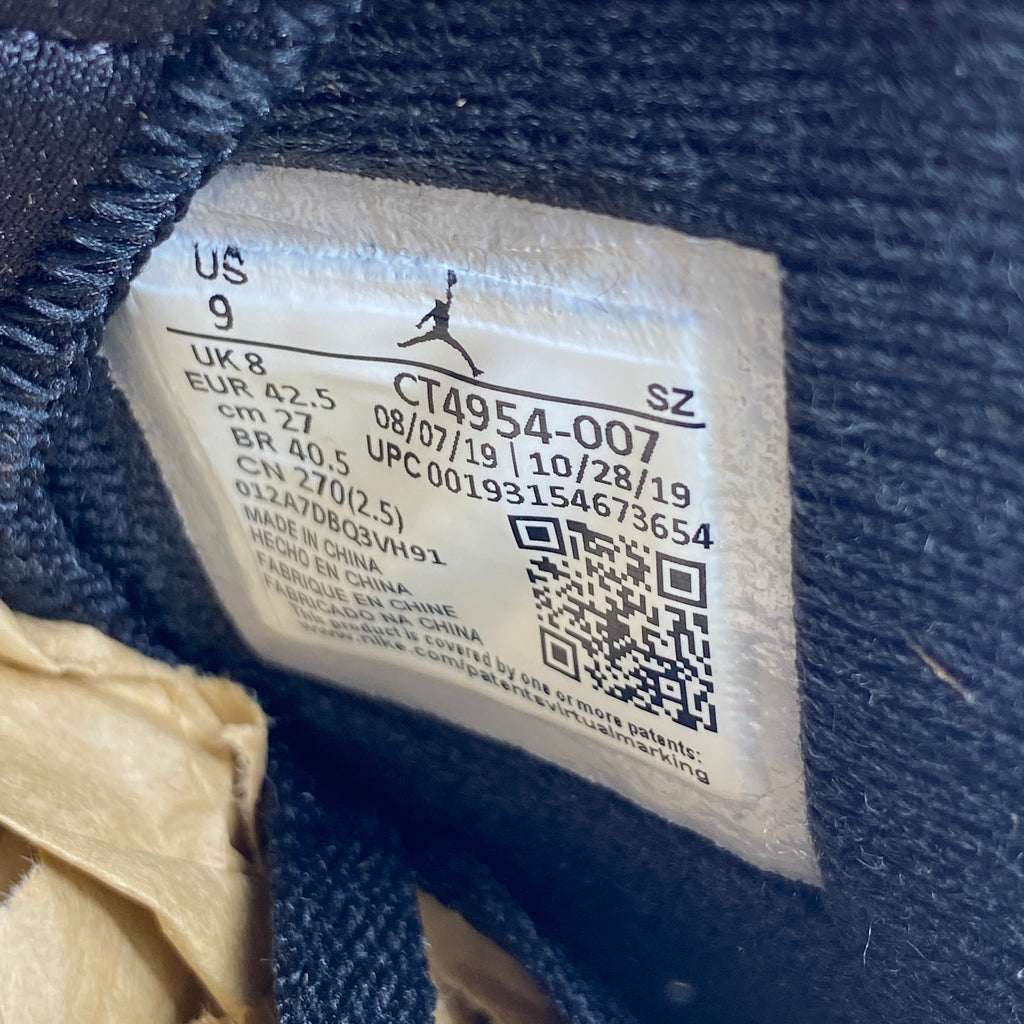 US
9
SZ
UK 8
EUR 42.5
cm 27
BR 40.5
CN 270(2.5)
012A7DBQ3VH91
MADE IN CHINA
HECHO EN CHINA
FABRIQUE EN CHINE
FABRICADO NA CHINA
CT4954-007
08/07/19 | 10/28/19
UPC 00193154673654
This product is covered by one or more patents:
www.nike.com/patentsvirtualmarking